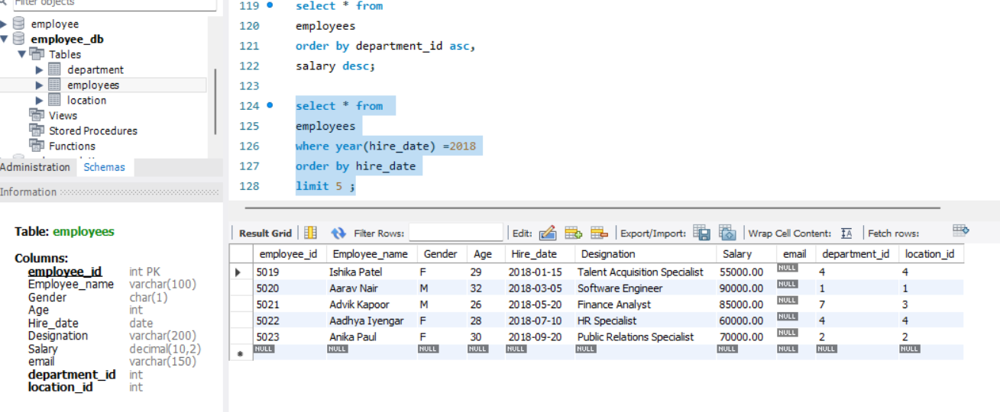 Filter objects
employee
employee_db
Tables
department
employees
location
Views
Stored Procedures
Functions
Administration Schemas
Information
Table: employees
Columns:
employee_id int PK
Employee_name varchar(100)
Gender char(1)
Age int
Hire_date date
Designation varchar(200)
Salary decimal(10,2)
email varchar(150)
department_id int
location_id int
119 select * from
120 employees
121 order by department_id asc,
122 salary desc;
123
124 select * from
125 employees
126 where year(hire_date) =2018
127 order by hire_date
128 limit 5 ;
Result Grid Filter Rows: Edit: Export/Import: Wrap Cell Content: IA Fetch rows:
employee_id Employee_name Gender Age Hire_date Designation Salary email department_id location_id
5019 Ishika Patel F 29 2018-01-15 Talent Acquisition Specialist 55000.00 NULL 4 4
5020 Aarav Nair M 32 2018-03-05 Software Engineer 90000.00 NULL 1 1
5021 Advik Kapoor M 26 2018-05-20 Finance Analyst 85000.00 NULL 7 3
5022 Aadhya Iyengar F 28 2018-07-10 HR Specialist 60000.00 NULL 4 4
5023 Anika Paul F 30 2018-09-20 Public Relations Specialist 70000.00 NULL 2 2
NULL NULL NULL NULL NULL NULL NULL NULL NULL NULL